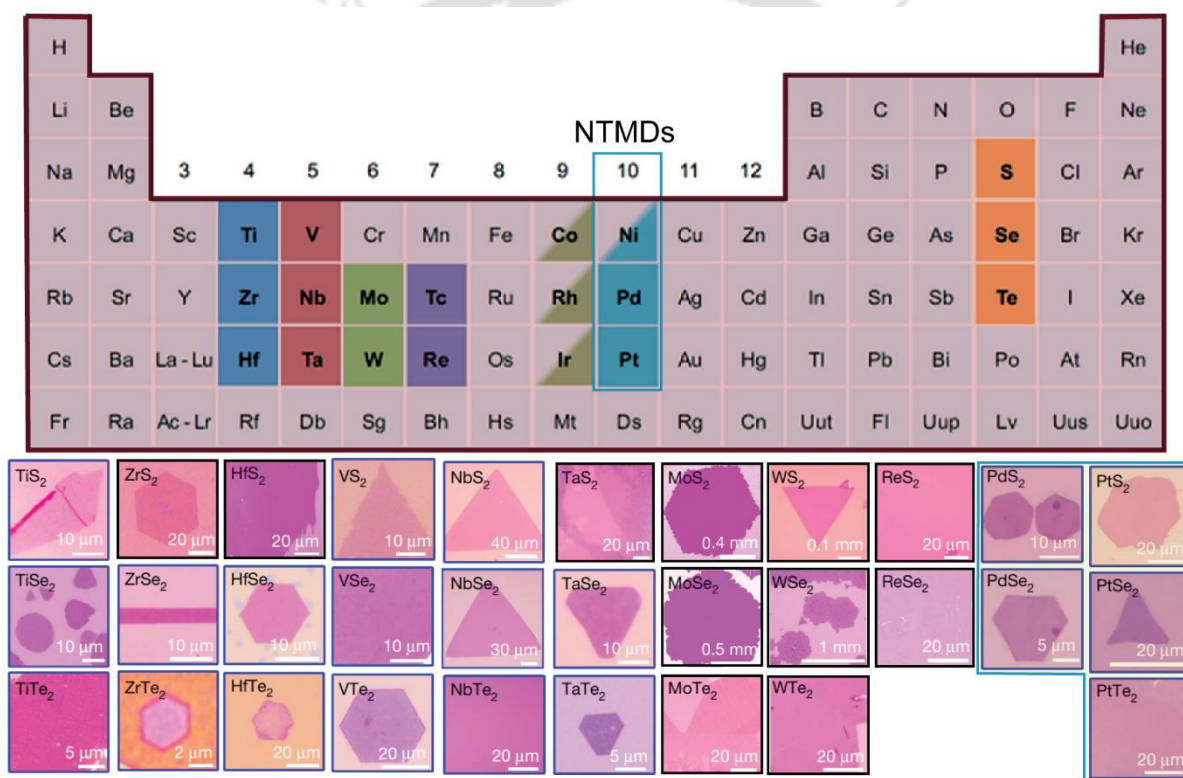 H He
Li Be B C N O F Ne
NTMDs
Na Mg 3 4 5 6 7 8 9 10 11 12 Al Si P S Cl Ar
K Ca Sc Ti V Cr Mn Fe Co Ni Cu Zn Ga Ge As Se Br Kr
Rb Sr Y Zr Nb Mo Tc Ru Rh Pd Ag Cd In Sn Sb Te I Xe
Cs Ba La - Lu Hf Ta W Re Os Ir Pt Au Hg Tl Pb Bi Po At Rn
Fr Ra Ac - Lr Rf Db Sg Bh Hs Mt Ds Rg Cn Uut Fl Uup Lv Uus Uuo
TiS₂ ZrS₂ HfS₂ VS₂ NbS₂ TaS₂ MoS₂ WS₂ ReS₂ PdS₂ PtS₂
10 μm 20 μm 20 μm 10 μm 40 μm 20 μm 0.4 mm 0.1 mm 20 μm 10 μm 20 μm
TiSe₂ ZrSe₂ HfSe₂ VSe₂ NbSe₂ TaSe₂ MoSe₂ WSe₂ ReSe₂ PdSe₂ PtSe₂
10 μm 10 μm 10 μm 10 μm 30 μm 10 μm 0.5 mm 1 mm 20 μm 5 μm 20 μm
TiTe₂ ZrTe₂ HfTe₂ VTe₂ NbTe₂ TaTe₂ MoTe₂ WTe₂ PtTe₂
5 μm 2 μm 20 μm 20 μm 20 μm 5 μm 20 μm 20 μm 20 μm